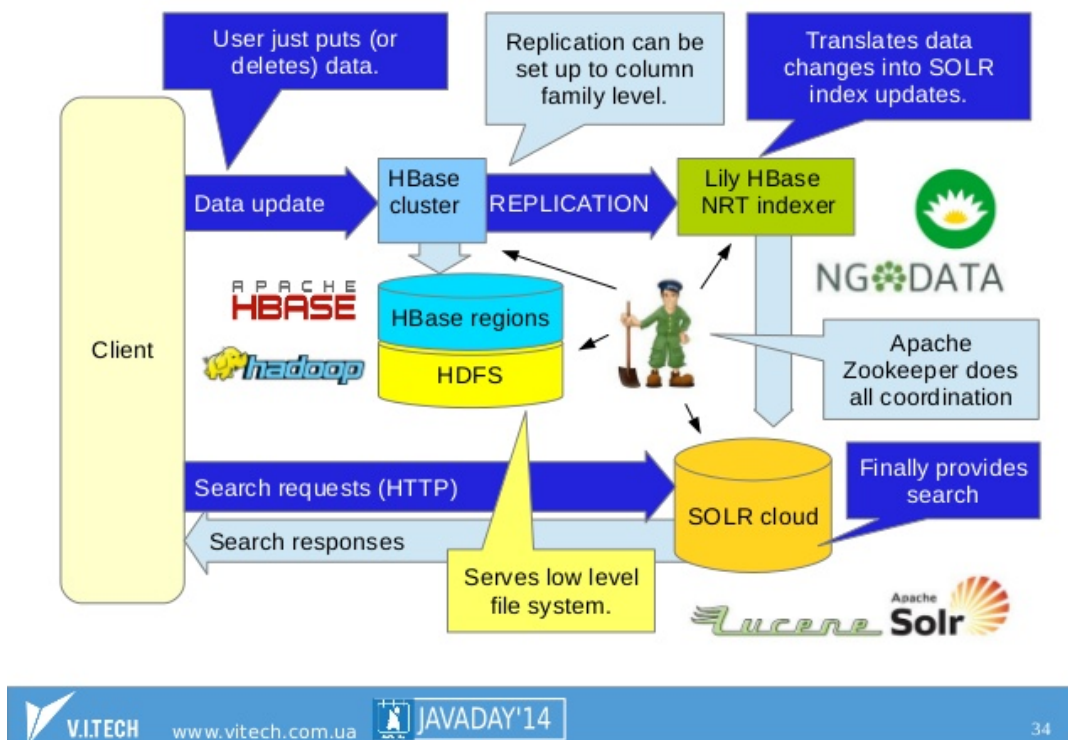 User just puts (or
deletes) data.
Replication can be
set up to column
family level.
Translates data
changes into SOLR
index updates.
Data update
HBase
cluster
REPLICATION
Lily HBase
NRT indexer
APACHE
HBASE
HBase regions
NGDATA
Client
hadoop
HDFS
Apache
Zookeeper does
all coordination
Search requests (HTTP)
SOLR cloud
Finally provides
search
Search responses
Serves low level
file system.
Lucene
Apache
Solr
V.I.TECH
www.vitech.com.ua
JAVADAY'14
34